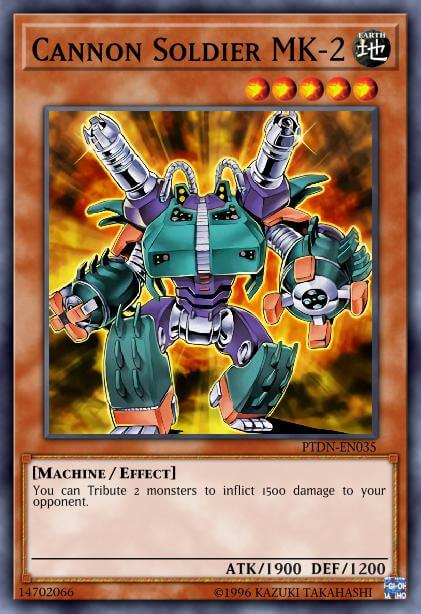 Cannon Soldier MK-2
EARTH
地
PTDN-EN035
[Machine / Effect]
You can Tribute 2 monsters to inflict 1500 damage to your
opponent.
ATK/1900 DEF/1200
14702066
©1996 KAZUKI TAKAHASHI